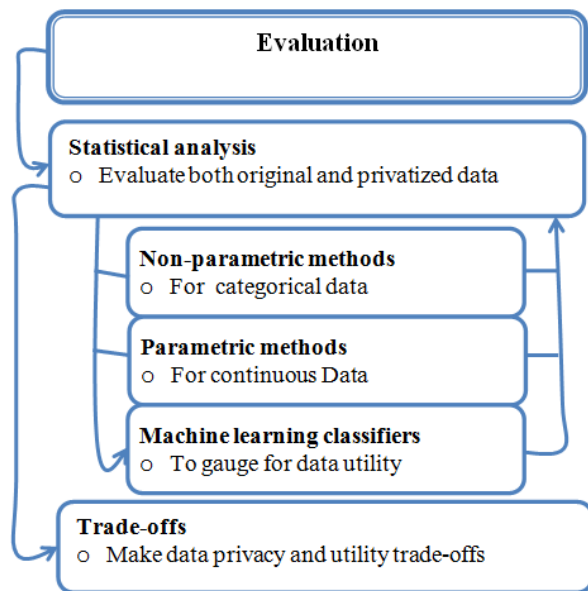 Evaluation
Statistical analysis
o Evaluate both original and privatized data
Non-parametric methods
o For categorical data
Parametric methods
o For continuous Data
Machine learning classifiers
o To gauge for data utility
Trade-offs
o Make data privacy and utility trade-offs